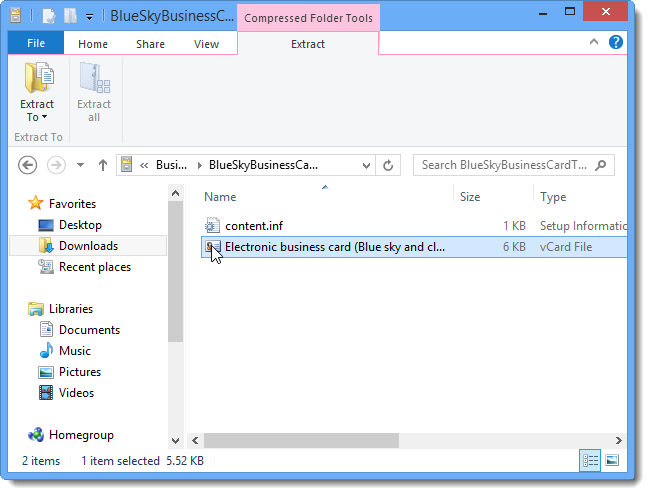 BlueSkyBusinessC...
Compressed Folder Tools
File Home Share View Extract
Extract To
Extract all
Extract To
« Busi... BlueSkyBusinessCa...
Search BlueSkyBusinessCardT...
Name Size Type
Favorites
Desktop
Downloads
Recent places
Libraries
Documents
Music
Pictures
Videos
Homegroup
content.inf 1 KB Setup Informatio
Electronic business card (Blue sky and cl... 6 KB vCard File
2 items 1 item selected 5.52 KB